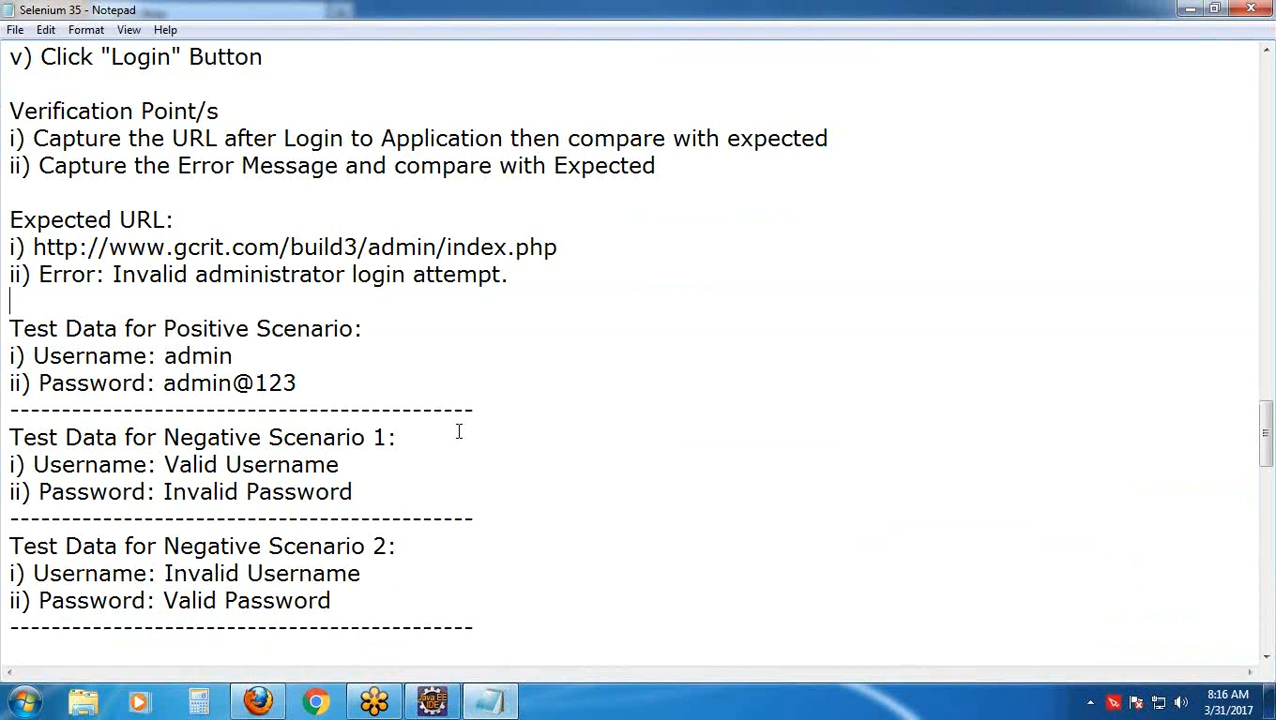 Selenium 35 - Notepad
File Edit Format View Help
v) Click "Login" Button
Verification Point/s
i) Capture the URL after Login to Application then compare with expected
ii) Capture the Error Message and compare with Expected
Expected URL:
i) http://www.gcrit.com/build3/admin/index.php
ii) Error: Invalid administrator login attempt.
Test Data for Positive Scenario:
i) Username: admin
ii) Password: admin@123
---------------------------------------------
Test Data for Negative Scenario 1:
i) Username: Valid Username
ii) Password: Invalid Password
---------------------------------------------
Test Data for Negative Scenario 2:
i) Username: Invalid Username
ii) Password: Valid Password
---------------------------------------------
Java EE
IDE
8:16 AM
3/31/2017